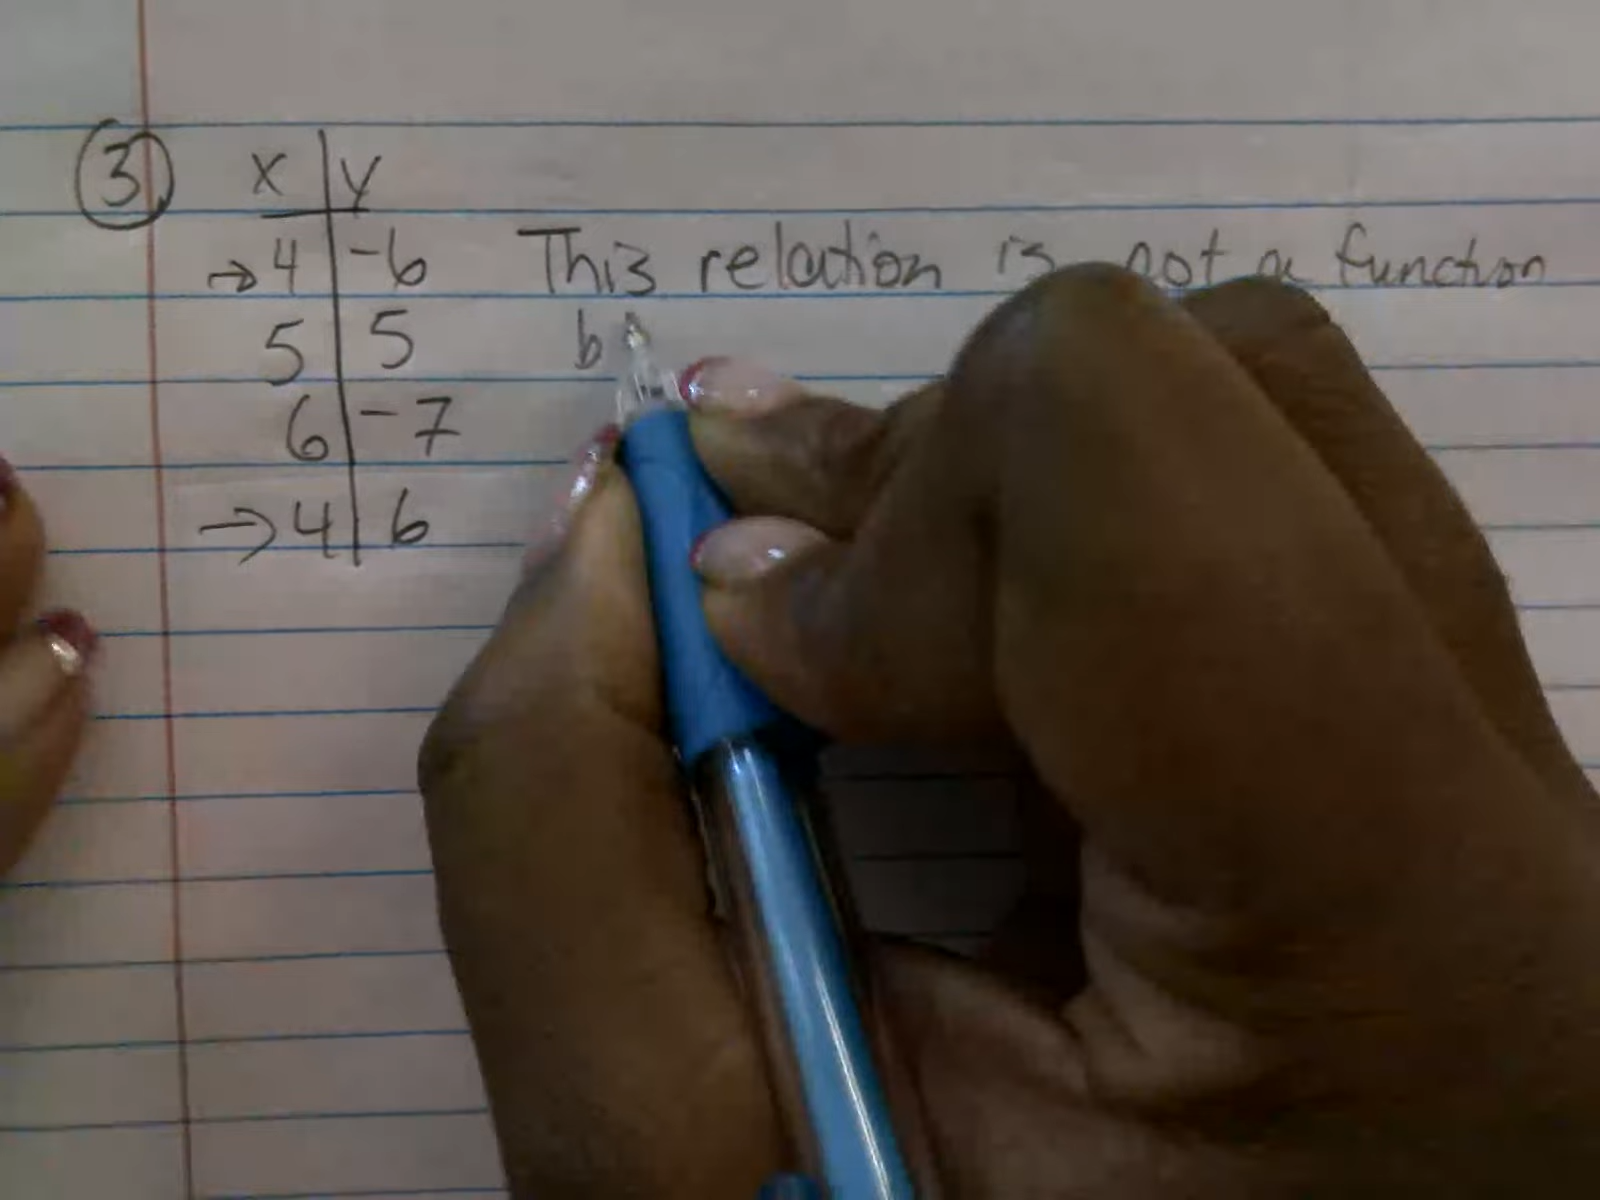 3
x y
→ 4 -6
5 5
6 -7
→ 4 6
This relation is not a function
b